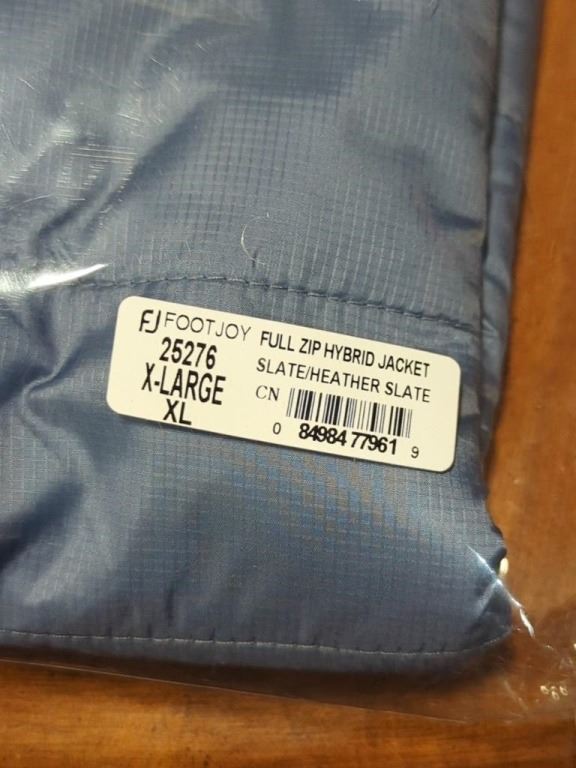 FJ FOOTJOY
25276
X-LARGE
XL
FULL ZIP HYBRID JACKET
SLATE/HEATHER SLATE
CN
0 84984 77961 9